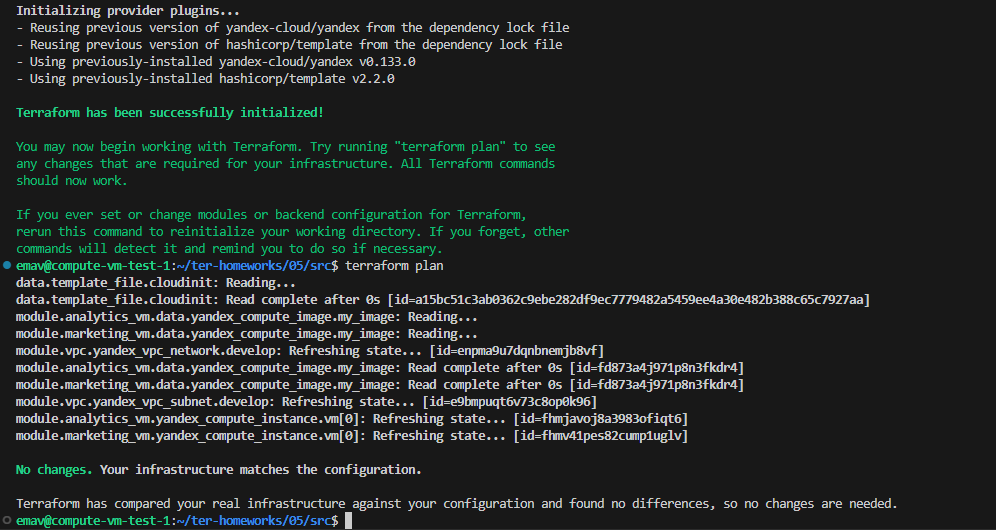 Initializing provider plugins...
- Reusing previous version of yandex-cloud/yandex from the dependency lock file
- Reusing previous version of hashicorp/template from the dependency lock file
- Using previously-installed yandex-cloud/yandex v0.133.0
- Using previously-installed hashicorp/template v2.2.0
Terraform has been successfully initialized!
You may now begin working with Terraform. Try running "terraform plan" to see
any changes that are required for your infrastructure. All Terraform commands
should now work.
If you ever set or change modules or backend configuration for Terraform,
rerun this command to reinitialize your working directory. If you forget, other
commands will detect it and remind you to do so if necessary.
emav@compute-vm-test-1:~/ter-homeworks/05/src$ terraform plan
data.template_file.cloudinit: Reading...
data.template_file.cloudinit: Read complete after 0s [id=a15bc51c3ab0362c9ebe282df9ec7779482a5459ee4a30e482b388c65c7927aa]
module.analytics_vm.data.yandex_compute_image.my_image: Reading...
module.marketing_vm.data.yandex_compute_image.my_image: Reading...
module.vpc.yandex_vpc_network.develop: Refreshing state... [id=enpma9u7dqnbnemjb8vf]
module.analytics_vm.data.yandex_compute_image.my_image: Read complete after 0s [id=fd873a4j971p8n3fkdr4]
module.marketing_vm.data.yandex_compute_image.my_image: Read complete after 0s [id=fd873a4j971p8n3fkdr4]
module.vpc.yandex_vpc_subnet.develop: Refreshing state... [id=e9bmpuqt6v73c8op0k96]
module.analytics_vm.yandex_compute_instance.vm[0]: Refreshing state... [id=fhmjavoj8a3983ofiqt6]
module.marketing_vm.yandex_compute_instance.vm[0]: Refreshing state... [id=fhmv41pes82cump1uglv]
No changes. Your infrastructure matches the configuration.
Terraform has compared your real infrastructure against your configuration and found no differences, so no changes are needed.
emav@compute-vm-test-1:~/ter-homeworks/05/src$